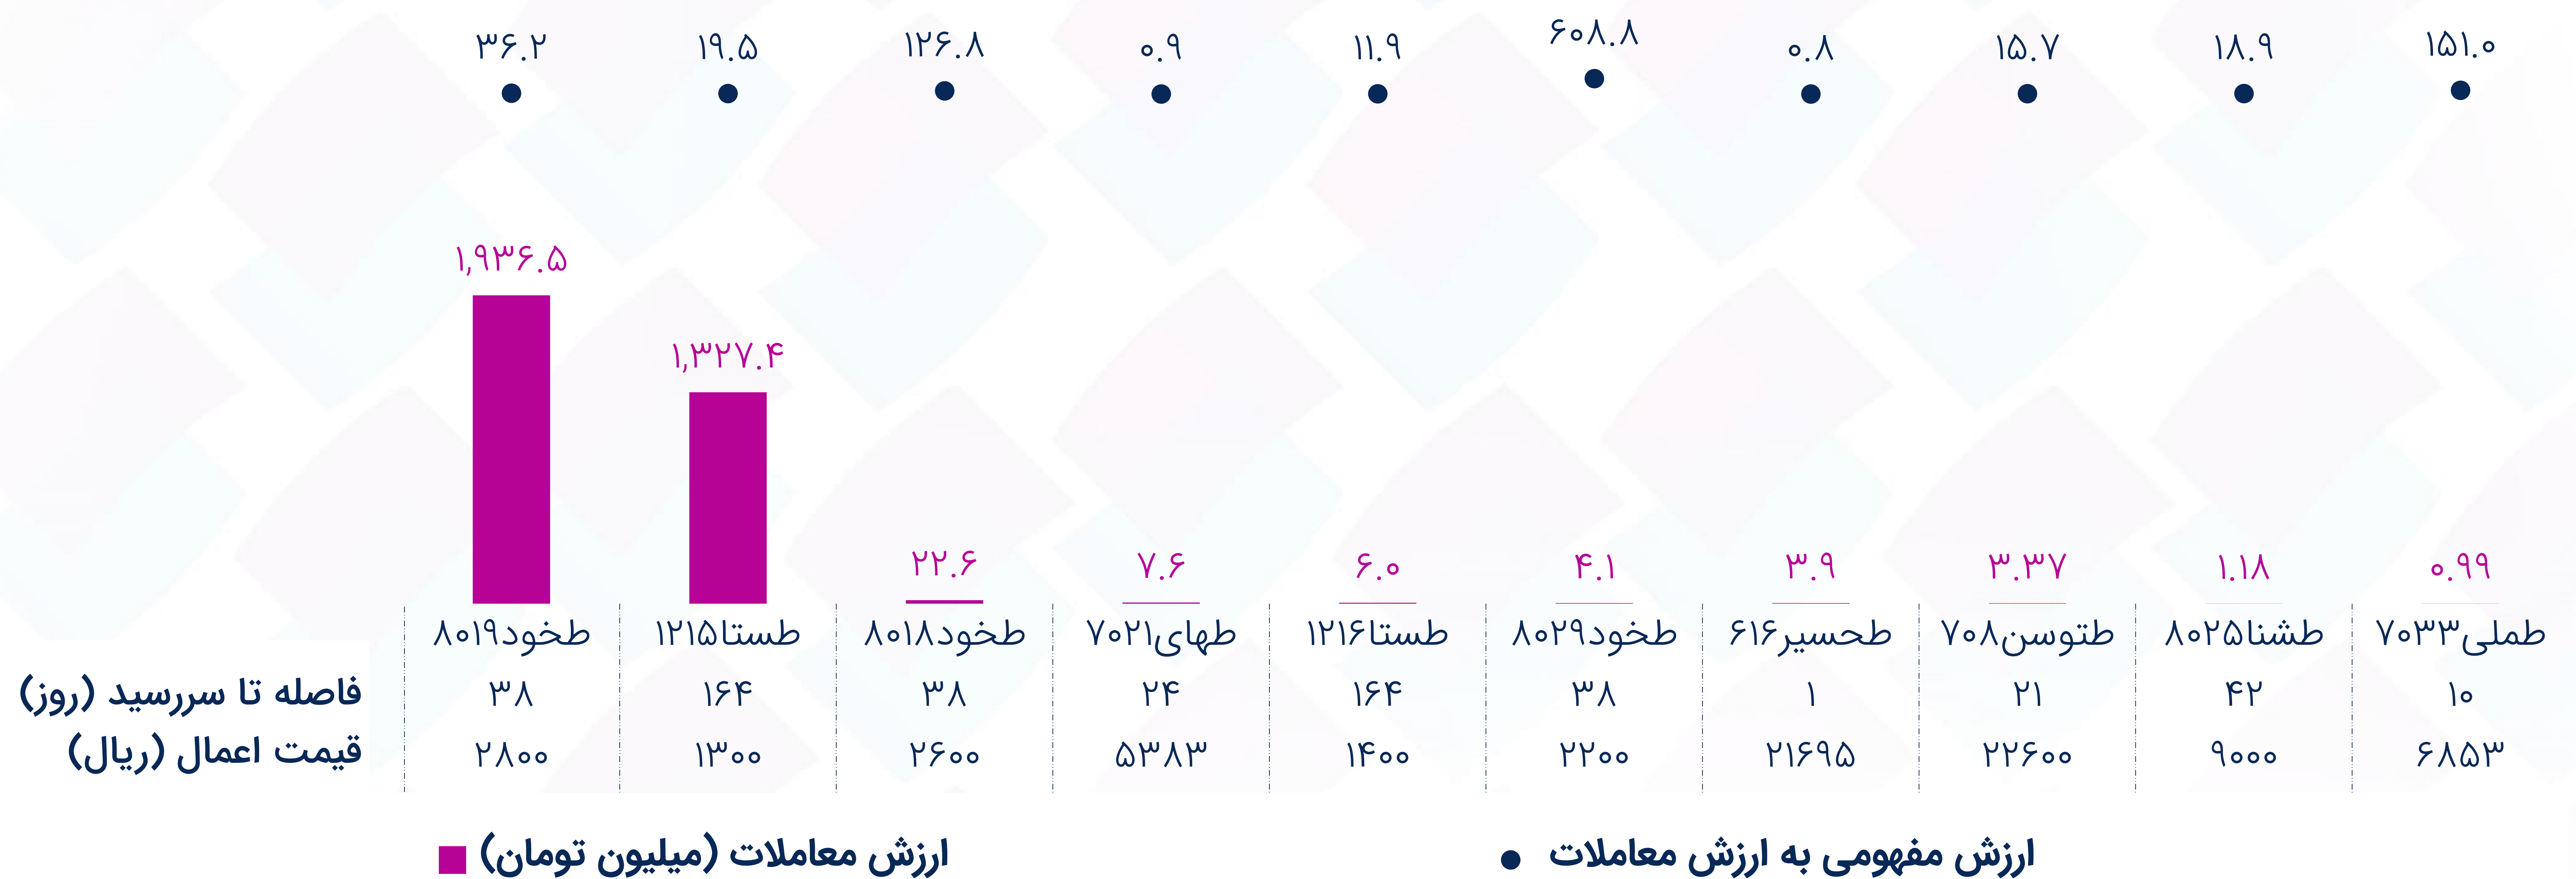 ۳۶.۲ ۱۹.۵ ۱۲۶.۸ ۰.۹ ۱۱.۹ ۶۰۸.۸ ۰.۸ ۱۵.۷ ۱۸.۹ ۱۵۱.۰
۱,۹۳۶.۵ ۱,۳۲۷.۴ ۲۲.۶ ۷.۶ ۶.۰ ۴.۱ ۳.۹ ۳.۳۷ ۱.۱۸ ۰.۹۹
طخود۸۰۱۹ طستا۱۲۱۵ طخود۸۰۱۸ طهای۷۰۲۱ طستا۱۲۱۶ طخود۸۰۲۹ طحسیر۶۱۶ طتوسن۷۰۸ طشنا۸۰۲۵ طملی۷۰۳۳
فاصله تا سررسید (روز) ۳۸ ۱۶۴ ۳۸ ۲۴ ۱۶۴ ۳۸ ۱ ۲۱ ۴۲ ۱۰
قیمت اعمال (ریال) ۲۸۰۰ ۱۳۰۰ ۲۶۰۰ ۵۳۸۳ ۱۴۰۰ ۲۲۰۰ ۲۱۶۹۵ ۲۲۶۰۰ ۹۰۰۰ ۶۸۵۳
ارزش مفهومی به ارزش معاملات
ارزش معاملات (میلیون تومان)